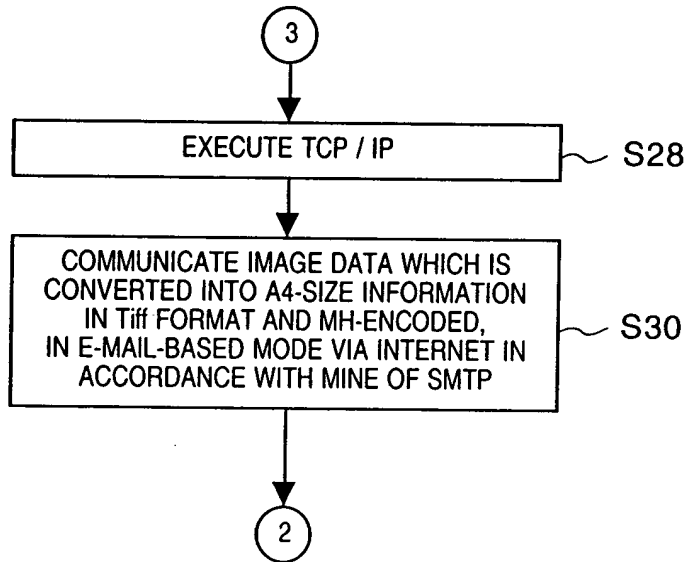 3
EXECUTE TCP / IP
S28
COMMUNICATE IMAGE DATA WHICH IS
CONVERTED INTO A4-SIZE INFORMATION
IN Tiff FORMAT AND MH-ENCODED,
IN E-MAIL-BASED MODE VIA INTERNET IN
ACCORDANCE WITH MINE OF SMTP
S30
2